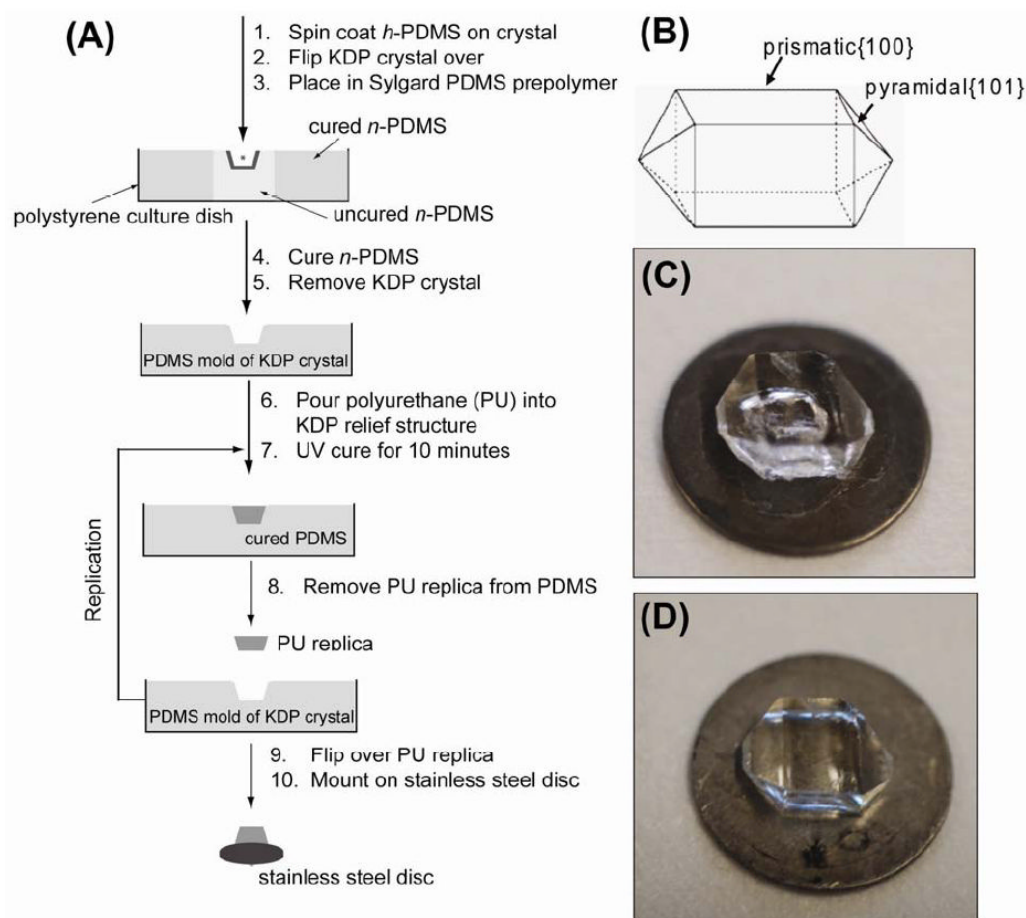 (A)
1. Spin coat h-PDMS on crystal
2. Flip KDP crystal over
3. Place in Sylgard PDMS prepolymer
cured n-PDMS
polystyrene culture dish
uncured n-PDMS
4. Cure n-PDMS
5. Remove KDP crystal
PDMS mold of KDP crystal
6. Pour polyurethane (PU) into
KDP relief structure
7. UV cure for 10 minutes
cured PDMS
Replication
8. Remove PU replica from PDMS
PU replica
PDMS mold of KDP crystal
9. Flip over PU replica
10. Mount on stainless steel disc
stainless steel disc
(B)
prismatic{100}
pyramidal{101}
(C)
(D)